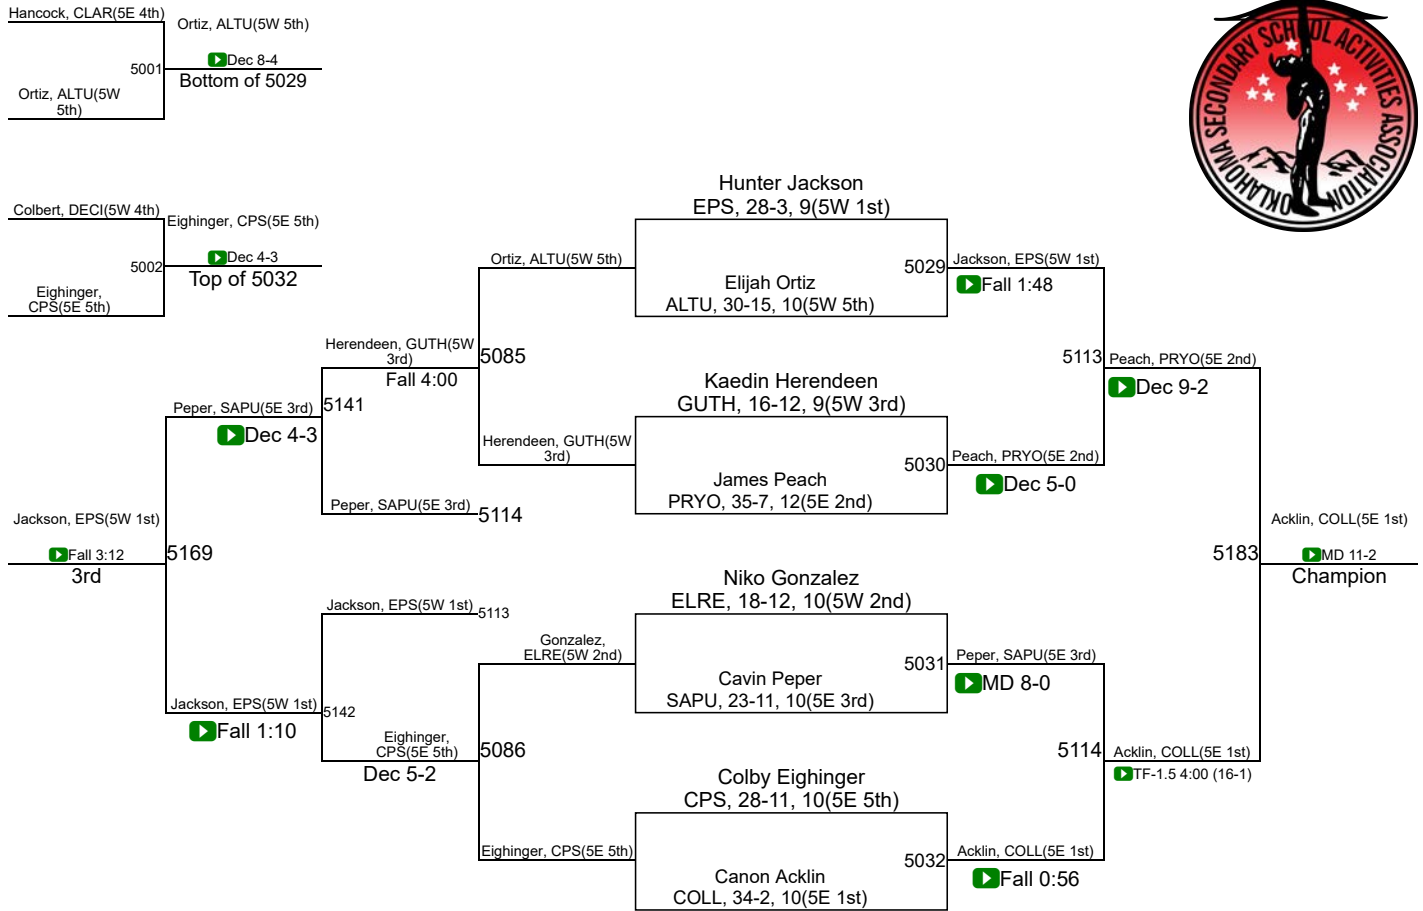 Hancock, CLAR(5E 4th)
Ortiz, ALTU(5W 5th)
5001
Dec 8-4
Bottom of 5029
Ortiz, ALTU(5W
5th)
OKLAHOMA SECONDARY SCHOOL ACTIVITIES ASSOCIATION
Colbert, DECI(5W 4th)
Eighinger, CPS(5E 5th)
5002
Dec 4-3
Top of 5032
Eighinger,
CPS(5E 5th)
Hunter Jackson
EPS, 28-3, 9(5W 1st)
Ortiz, ALTU(5W 5th)
5029
Jackson, EPS(5W 1st)
Fall 1:48
Elijah Ortiz
ALTU, 30-15, 10(5W 5th)
Herendeen, GUTH(5W
3rd)
Fall 4:00
5085
5113
Peach, PRYO(5E 2nd)
Dec 9-2
Kaedin Herendeen
GUTH, 16-12, 9(5W 3rd)
Peper, SAPU(5E 3rd)
Dec 4-3
5141
Herendeen, GUTH(5W
3rd)
5030
Peach, PRYO(5E 2nd)
Dec 5-0
James Peach
PRYO, 35-7, 12(5E 2nd)
Peper, SAPU(5E 3rd)
5114
Jackson, EPS(5W 1st)
Fall 3:12
3rd
5169
5183
Acklin, COLL(5E 1st)
MD 11-2
Champion
Niko Gonzalez
ELRE, 18-12, 10(5W 2nd)
Jackson, EPS(5W 1st)
5113
Gonzalez,
ELRE(5W 2nd)
5031
Peper, SAPU(5E 3rd)
MD 8-0
Cavin Peper
SAPU, 23-11, 10(5E 3rd)
Jackson, EPS(5W 1st)
Fall 1:10
5142
Eighinger,
CPS(5E 5th)
Dec 5-2
5086
5114
Acklin, COLL(5E 1st)
TF-1.5 4:00 (16-1)
Colby Eighinger
CPS, 28-11, 10(5E 5th)
Eighinger, CPS(5E 5th)
5032
Acklin, COLL(5E 1st)
Fall 0:56
Canon Acklin
COLL, 34-2, 10(5E 1st)